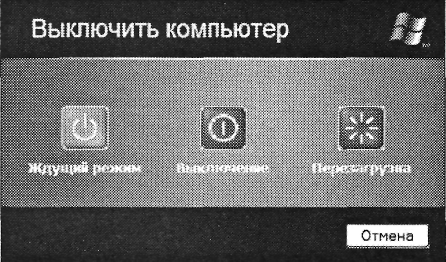 Выключить компьютер
Ждущий режим Выключение Перезагрузка
Отмена